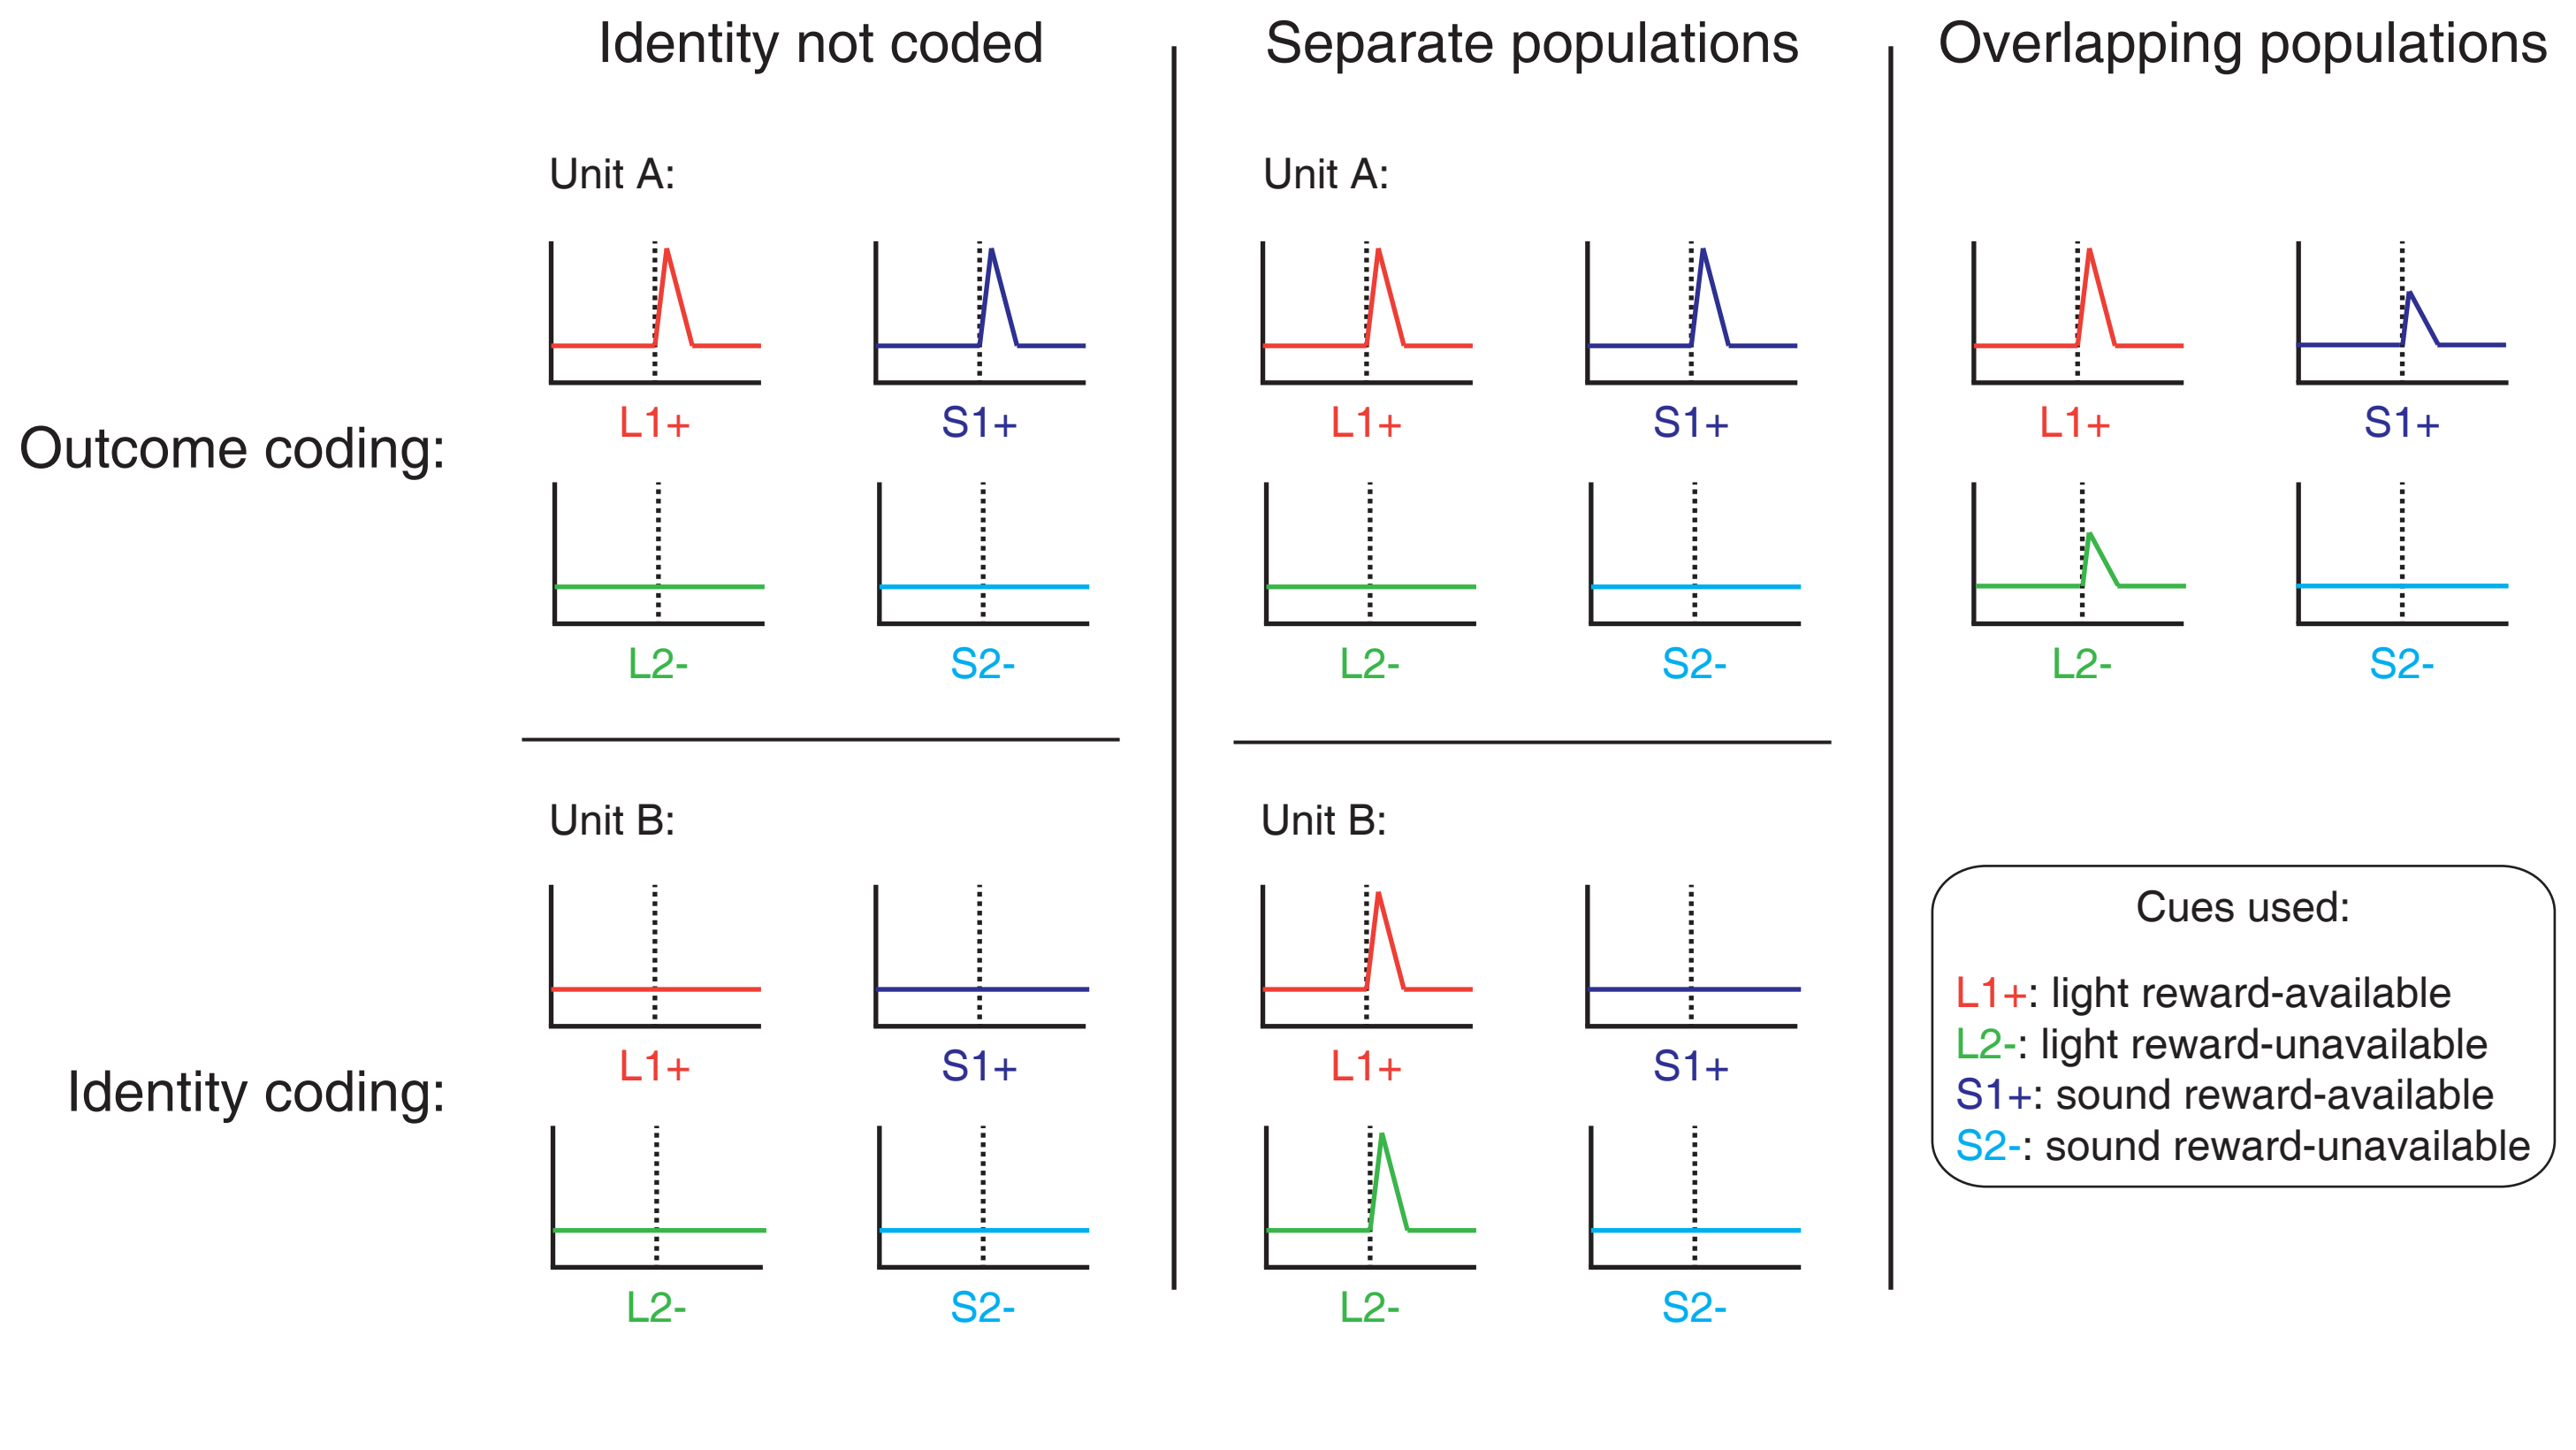 Identity not coded
Separate populations
Overlapping populations
Unit A:
Unit A:
L1+
S1+
L1+
S1+
L1+
S1+
Outcome coding:
L2-
S2-
L2-
S2-
L2-
S2-
Unit B:
Unit B:
L1+
S1+
L1+
S1+
Identity coding:
L2-
S2-
L2-
S2-
Cues used:
L1+: light reward-available
L2-: light reward-unavailable
S1+: sound reward-available
S2-: sound reward-unavailable